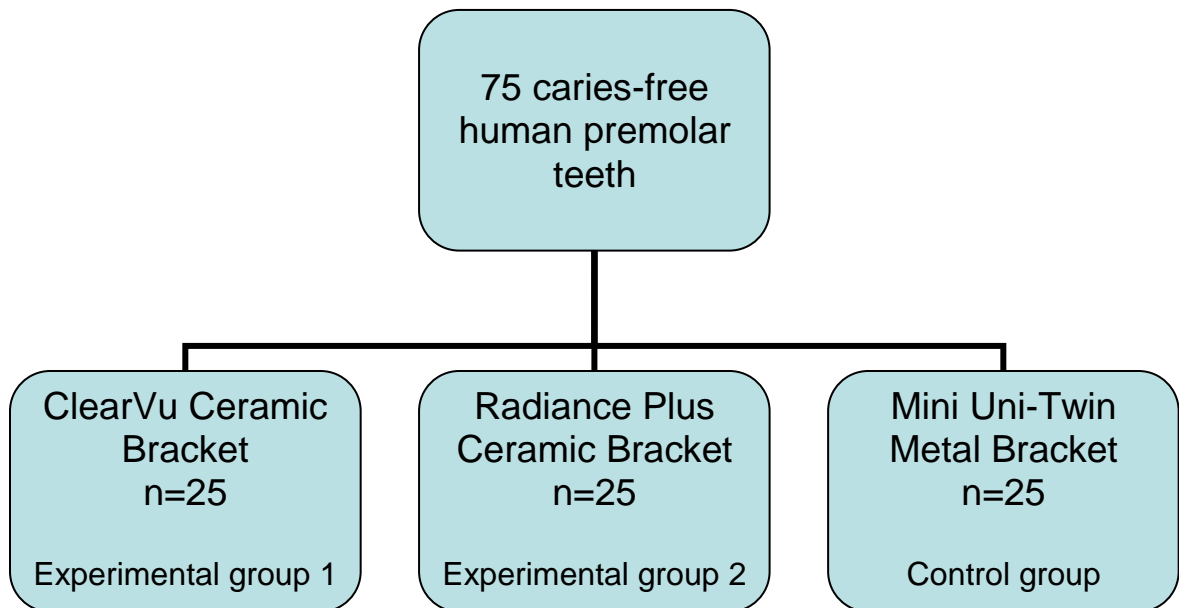 75 caries-free
human premolar
teeth
ClearVu Ceramic
Bracket
n=25
Experimental group 1
Radiance Plus
Ceramic Bracket
n=25
Experimental group 2
Mini Uni-Twin
Metal Bracket
n=25
Control group